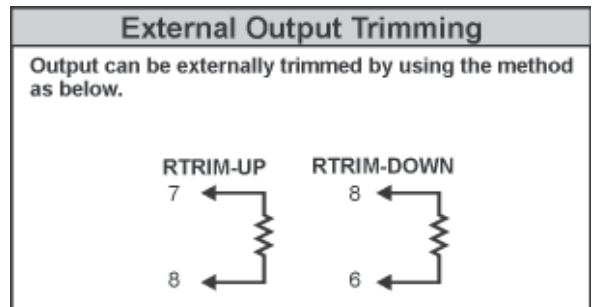 External Output Trimming
Output can be externally trimmed by using the method
as below.
RTRIM-UP RTRIM-DOWN
7 8
8 6